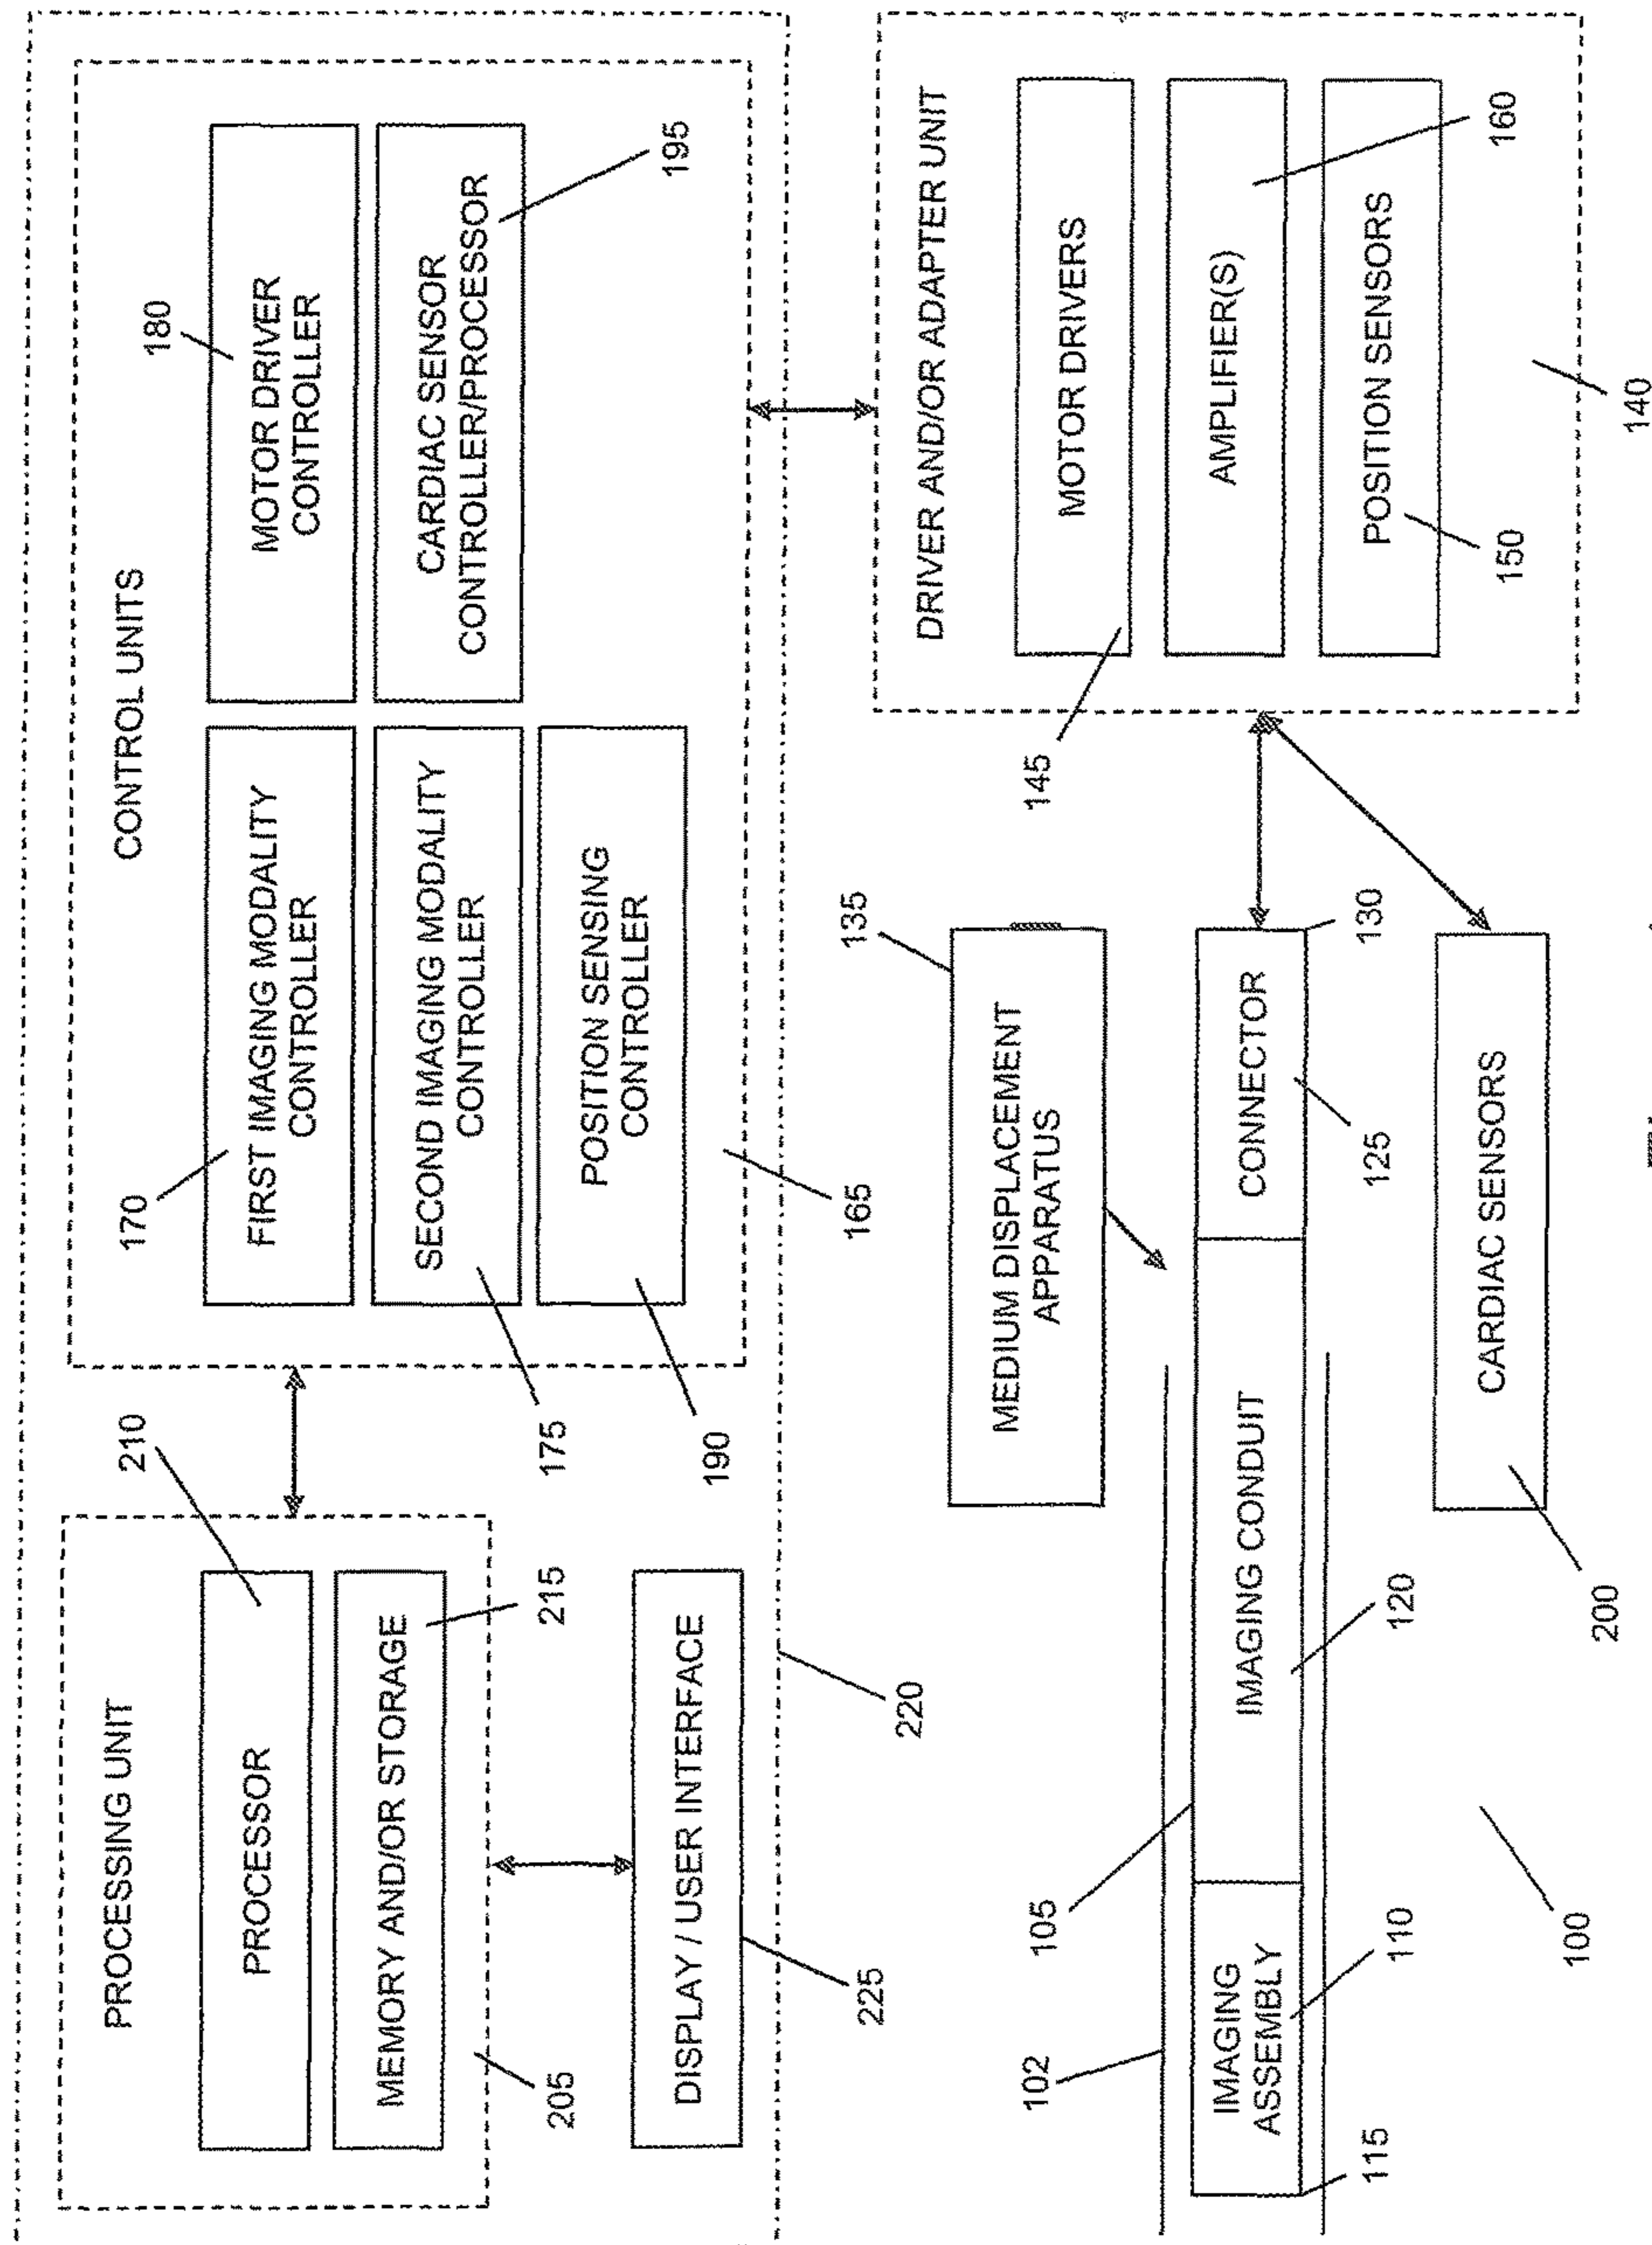 PROCESSING UNIT
PROCESSOR
MEMORY AND/OR STORAGE
210
215
205
DISPLAY / USER INTERFACE
225
220
CONTROL UNITS
170
FIRST IMAGING MODALITY
CONTROLLER
SECOND IMAGING MODALITY
CONTROLLER
175
POSITION SENSING
CONTROLLER
190
165
180
MOTOR DRIVER
CONTROLLER
CARDIAC SENSOR
CONTROLLER/PROCESSOR
195
102
105
IMAGING
ASSEMBLY
115
110
IMAGING CONDUIT
120
100
MEDIUM DISPLACEMENT
APPARATUS
135
CONNECTOR
125
130
CARDIAC SENSORS
200
DRIVER AND/OR ADAPTER UNIT
MOTOR DRIVERS
145
AMPLIFIER(S)
160
POSITION SENSORS
150
140